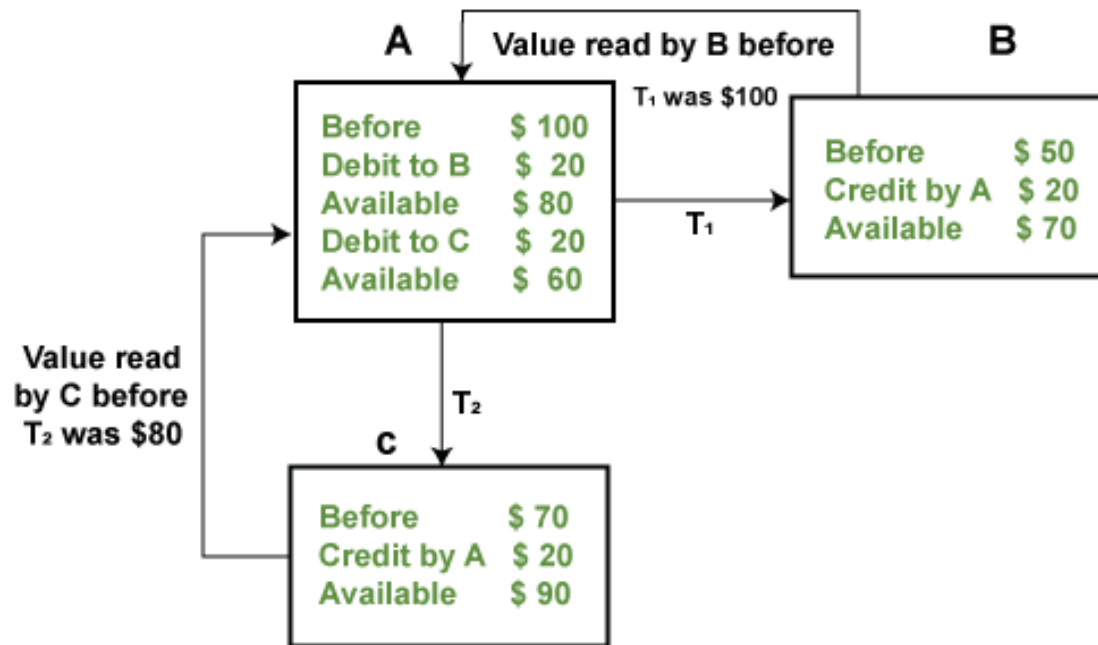 A
Value read by B before
B
T₁ was $100
Before $ 100
Debit to B $ 20
Available $ 80
Debit to C $ 20
Available $ 60
T₁
Before $ 50
Credit by A $ 20
Available $ 70
Value read
by C before
T₂ was $80
T₂
C
Before $ 70
Credit by A $ 20
Available $ 90